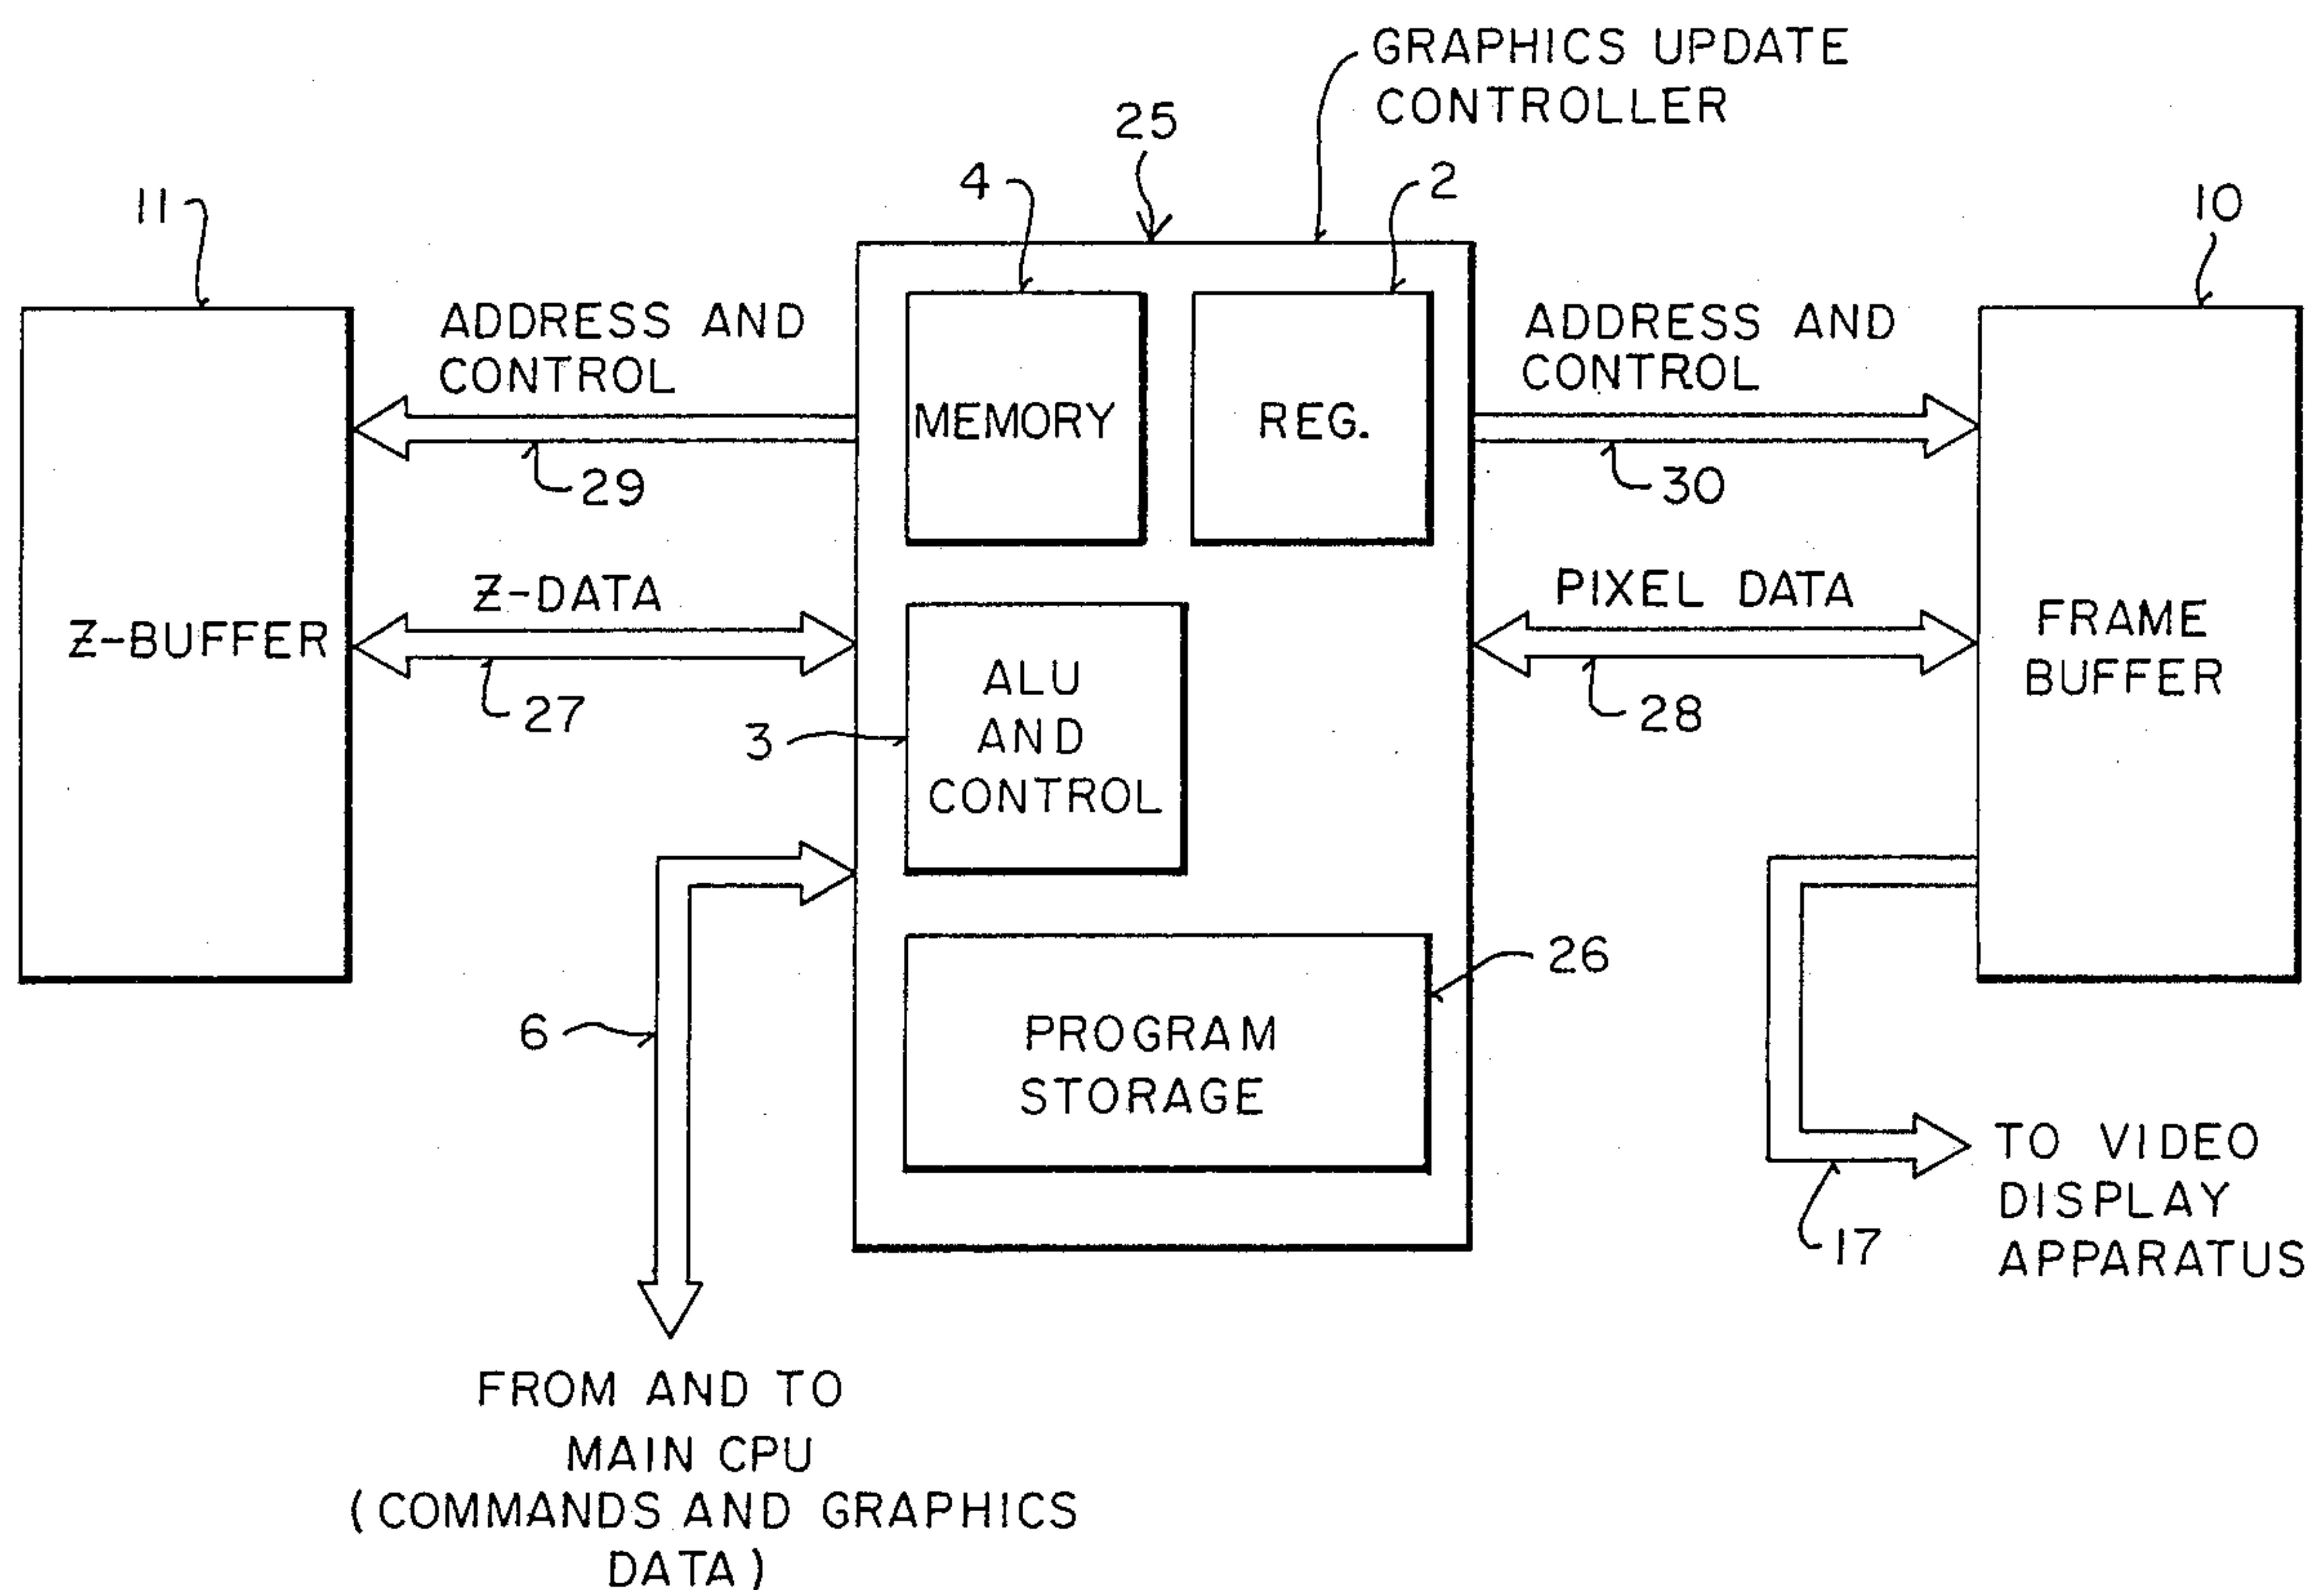 GRAPHICS UPDATE
CONTROLLER
25
4
2
11
10
ADDRESS AND
CONTROL
29
MEMORY
REG.
ADDRESS AND
CONTROL
30
Z-DATA
27
Z-BUFFER
PIXEL DATA
28
FRAME
BUFFER
3
ALU
AND
CONTROL
26
6
PROGRAM
STORAGE
TO VIDEO
DISPLAY
APPARATUS
17
FROM AND TO
MAIN CPU
(COMMANDS AND GRAPHICS
DATA)